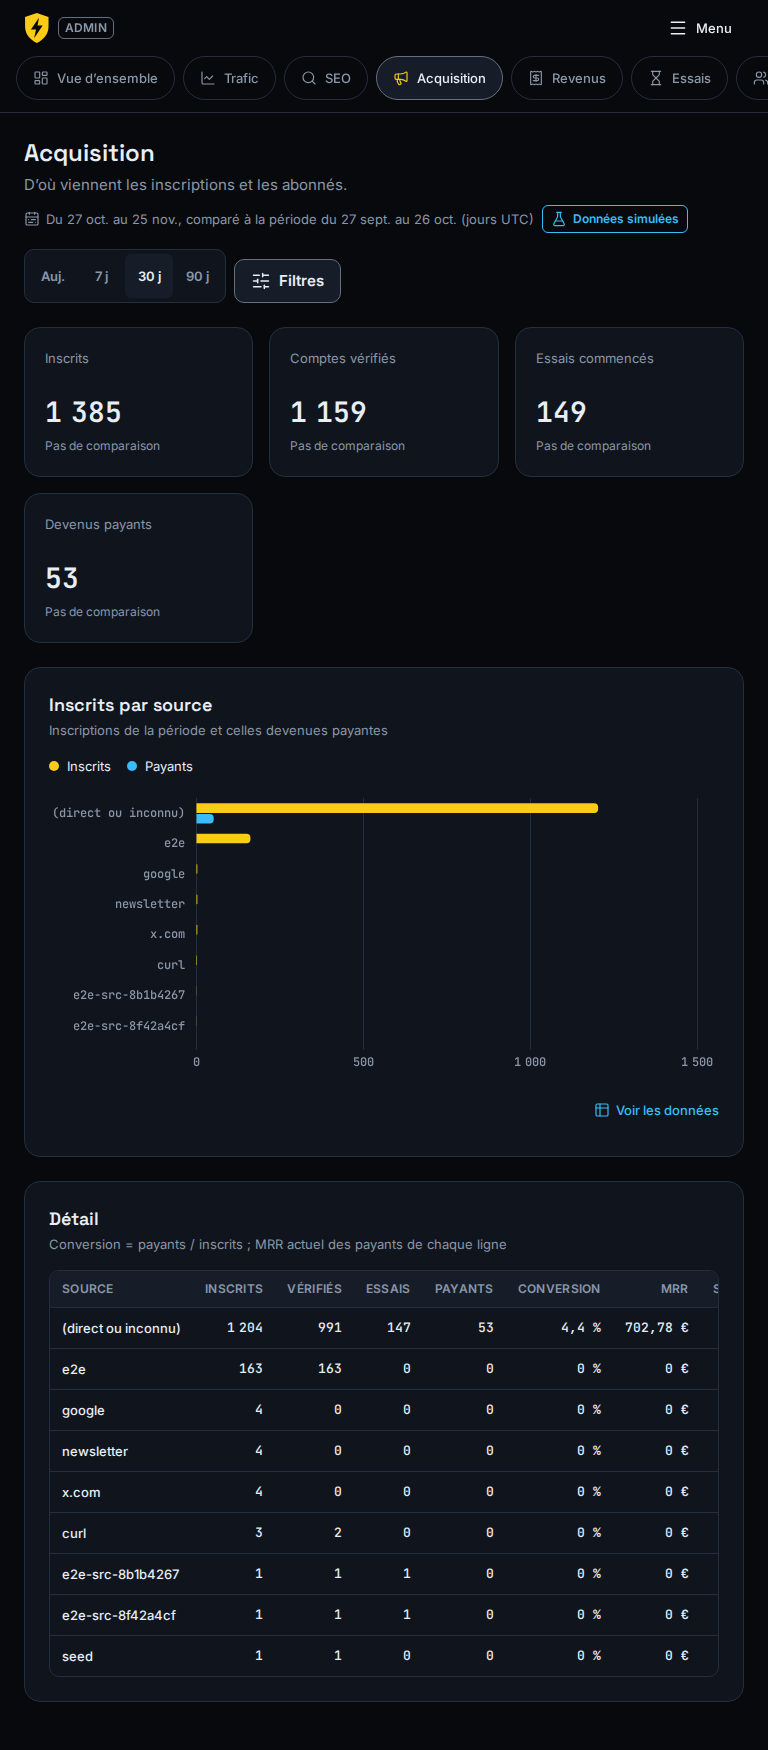 ADMIN
Menu
Vue d’ensemble
Trafic
SEO
Acquisition
Revenus
Essais
Acquisition
D’où viennent les inscriptions et les abonnés.
Du 27 oct. au 25 nov., comparé à la période du 27 sept. au 26 oct. (jours UTC)
Données simulées
Auj. 7 j 30 j 90 j
Filtres
Inscrits
1 385
Pas de comparaison
Comptes vérifiés
1 159
Pas de comparaison
Essais commencés
149
Pas de comparaison
Devenus payants
53
Pas de comparaison
Inscrits par source
Inscriptions de la période et celles devenues payantes
Inscrits Payants
(direct ou inconnu)
e2e
google
newsletter
x.com
curl
e2e-src-8b1b4267
e2e-src-8f42a4cf
0 500 1 000 1 500
Voir les données
Détail
Conversion = payants / inscrits ; MRR actuel des payants de chaque ligne
SOURCE INSCRITS VÉRIFIÉS ESSAIS PAYANTS CONVERSION MRR
(direct ou inconnu) 1 204 991 147 53 4,4 % 702,78 €
e2e 163 163 0 0 0 % 0 €
google 4 0 0 0 0 % 0 €
newsletter 4 0 0 0 0 % 0 €
x.com 4 0 0 0 0 % 0 €
curl 3 2 0 0 0 % 0 €
e2e-src-8b1b4267 1 1 1 0 0 % 0 €
e2e-src-8f42a4cf 1 1 1 0 0 % 0 €
seed 1 1 0 0 0 % 0 €